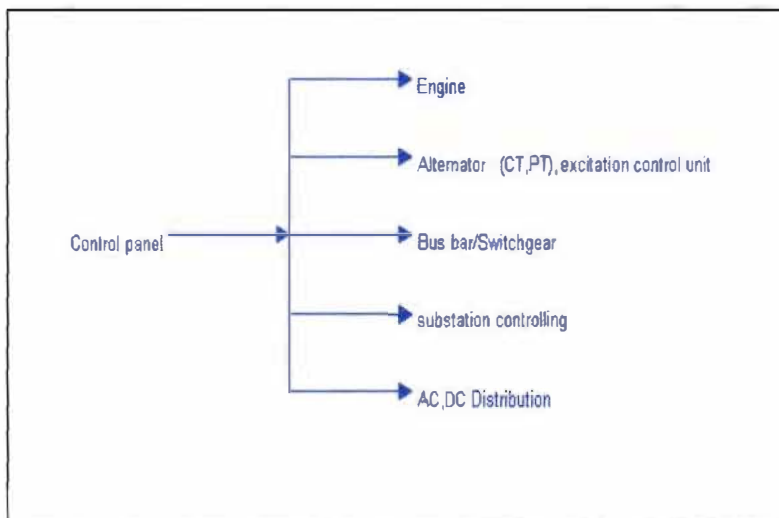 Engine
Alternator (CT,PT), excitation control unit
Control panel
Bus bar/Switchgear
substation controlling
AC,DC Distribution